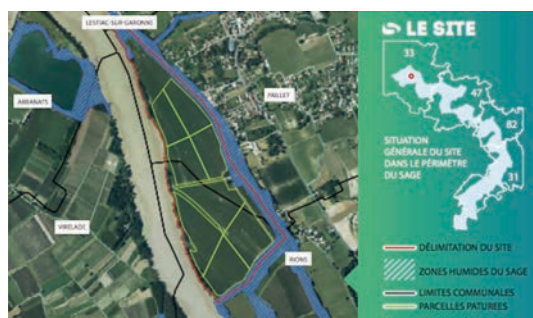 LESTIAC-SUR-GARONNE
ARBANATS
PAILLET
VIRELADE
RIONS
LE SITE
33
47
82
31
SITUATION
GÉNÉRALE DU SITE
DANS LE PÉRIMÈTRE
DU SAGE
DÉLIMITATION DU SITE
ZONES HUMIDES DU SAGE
LIMITES COMMUNALES
PARCELLES PATUREES